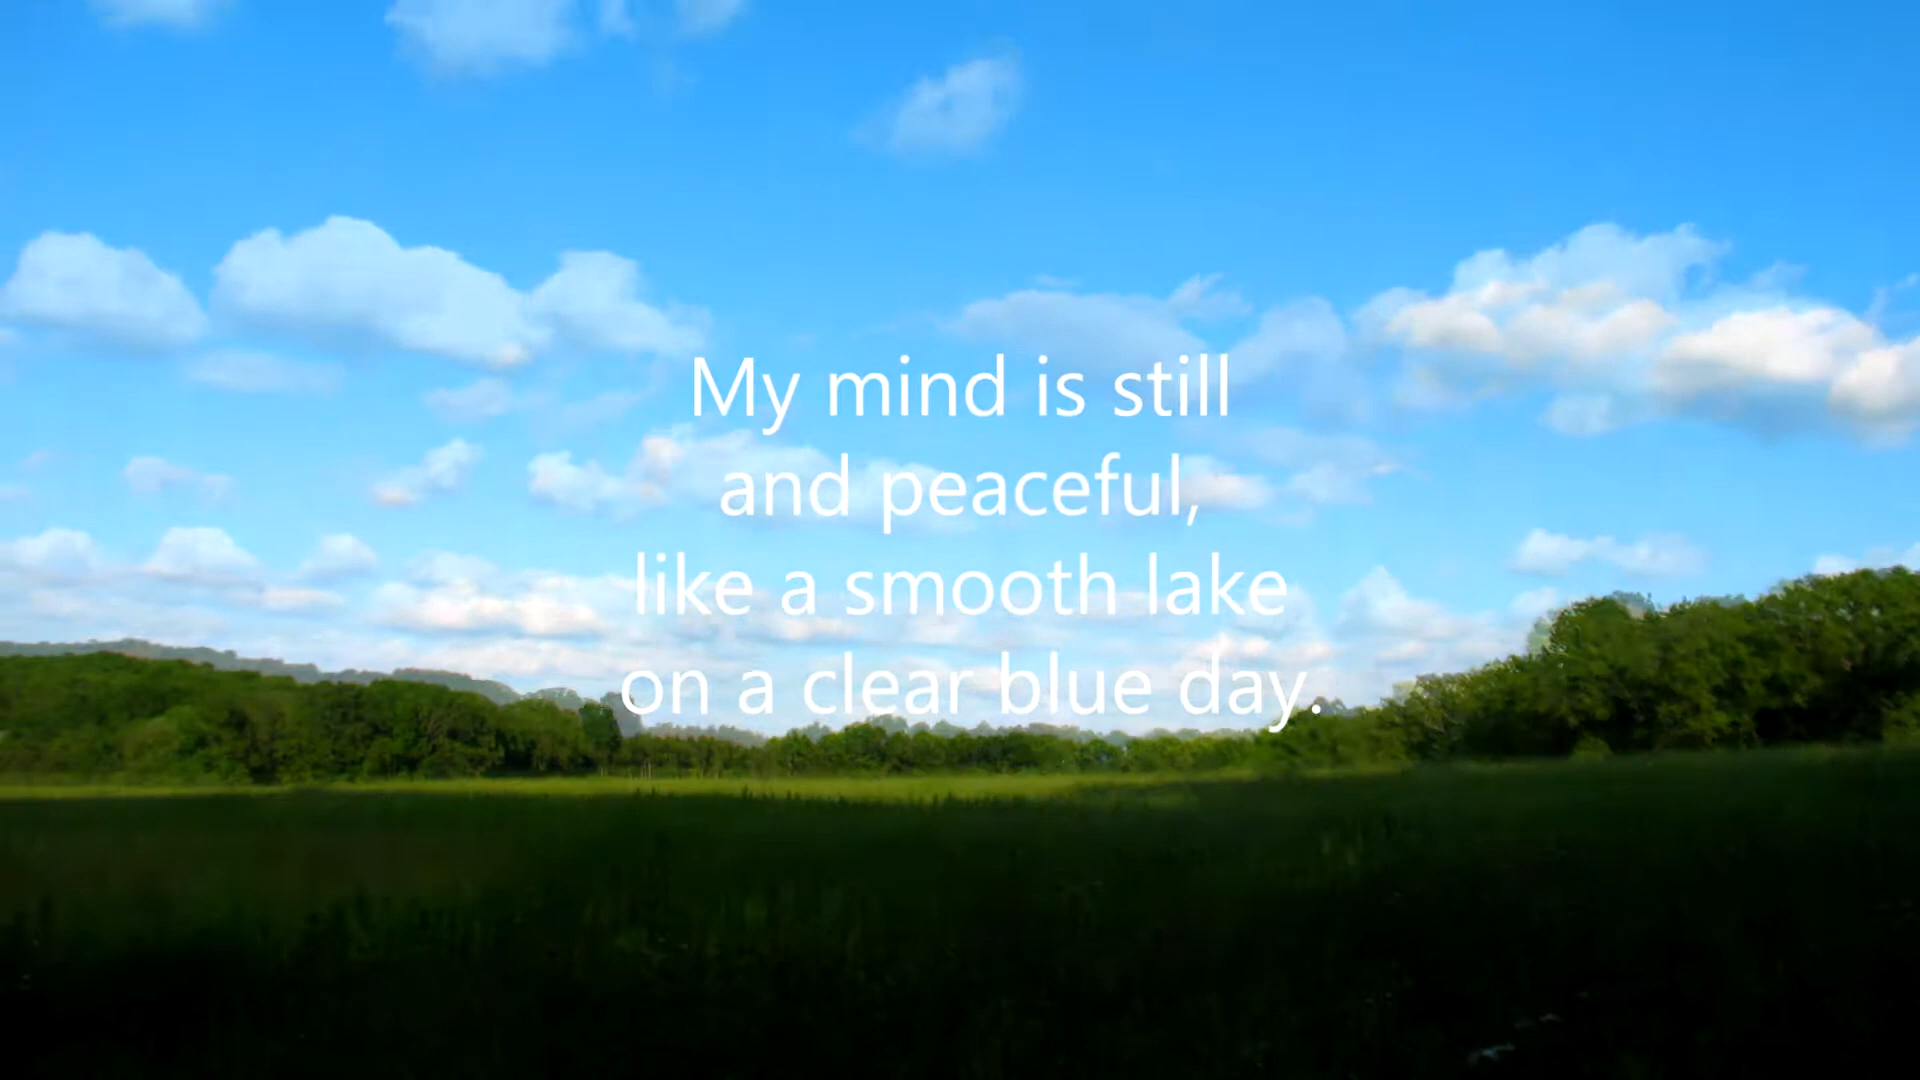 My mind is still
and peaceful,
like a smooth lake
on a clear blue day.